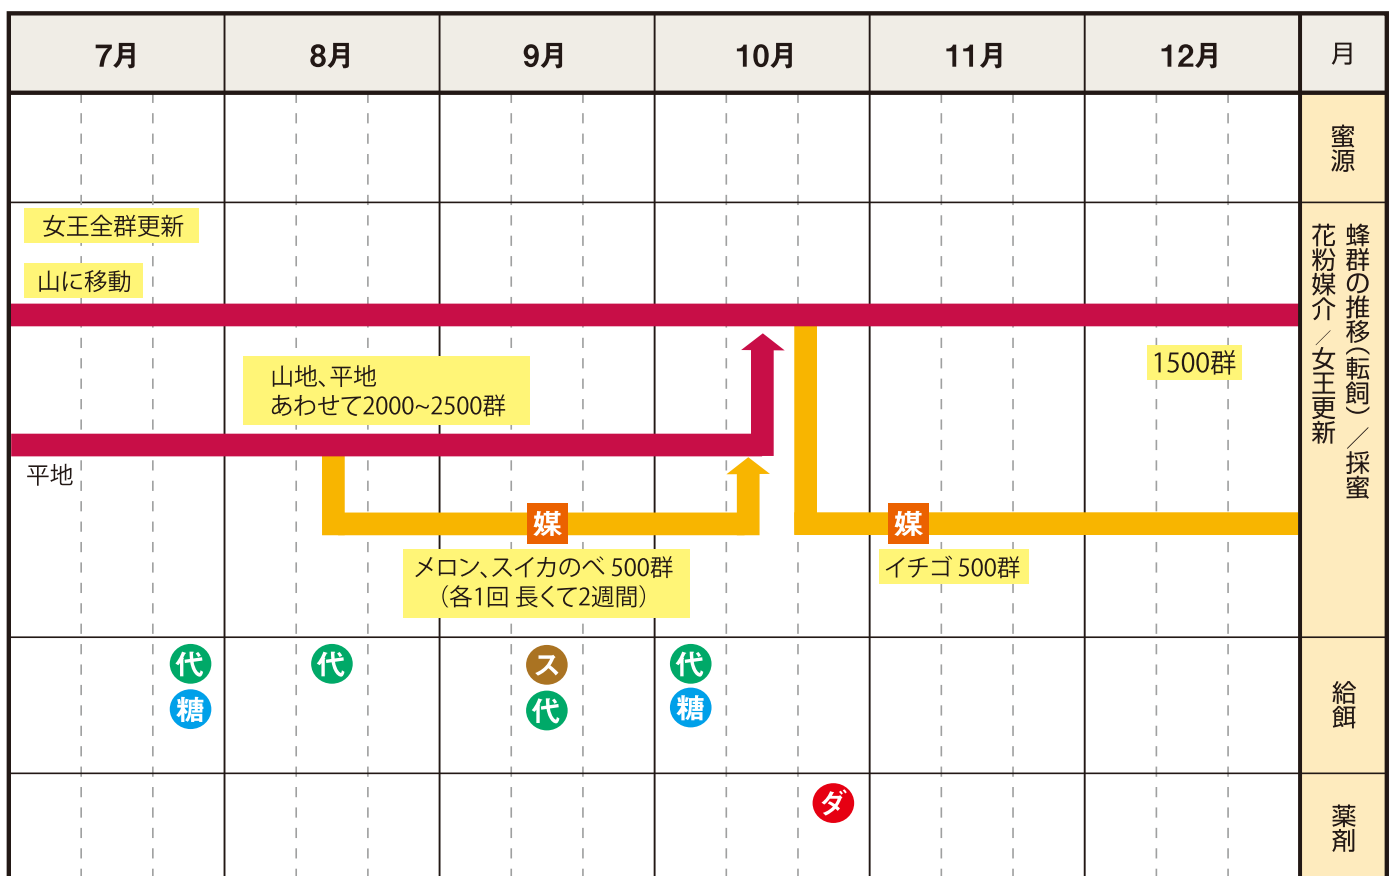 7月
8月
9月
10月
11月
12月
月
蜜源
女王全群更新
山に移動
山地、平地
あわせて2000~2500群
平地
1500群
媒
メロン、スイカのべ 500群
（各1回 長くて2週間）
媒
イチゴ 500群
蜂群の推移（転飼）／採蜜
花粉媒介／女王更新
代
糖
代
ス
代
代
糖
給餌
ダ
薬剤